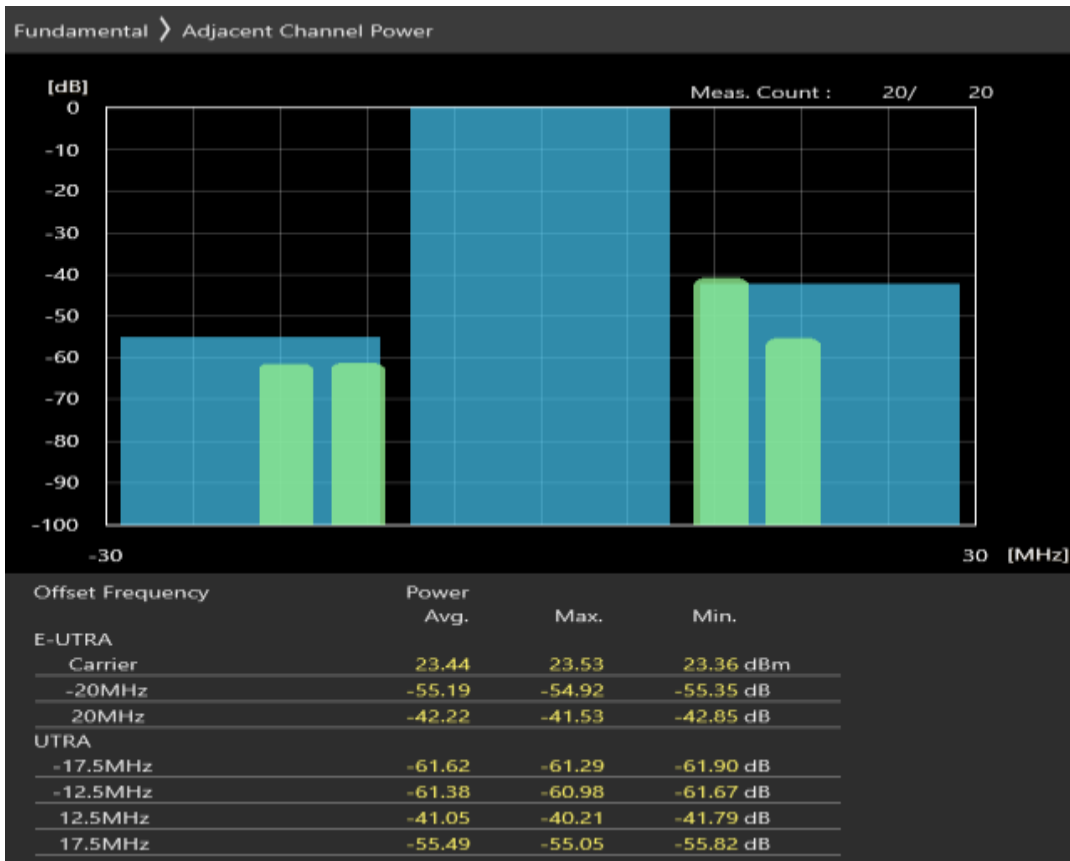 Fundamental 〉 Adjacent Channel Power
[dB]
Meas. Count : 20/ 20
0
-10
-20
-30
-40
-50
-60
-70
-80
-90
-100
-30 30 [MHz]
Offset Frequency Power
Avg. Max. Min.
E-UTRA
Carrier 23.44 23.53 23.36 dBm
-20MHz -55.19 -54.92 -55.35 dB
20MHz -42.22 -41.53 -42.85 dB
UTRA
-17.5MHz -61.62 -61.29 -61.90 dB
-12.5MHz -61.38 -60.98 -61.67 dB
12.5MHz -41.05 -40.21 -41.79 dB
17.5MHz -55.49 -55.05 -55.82 dB